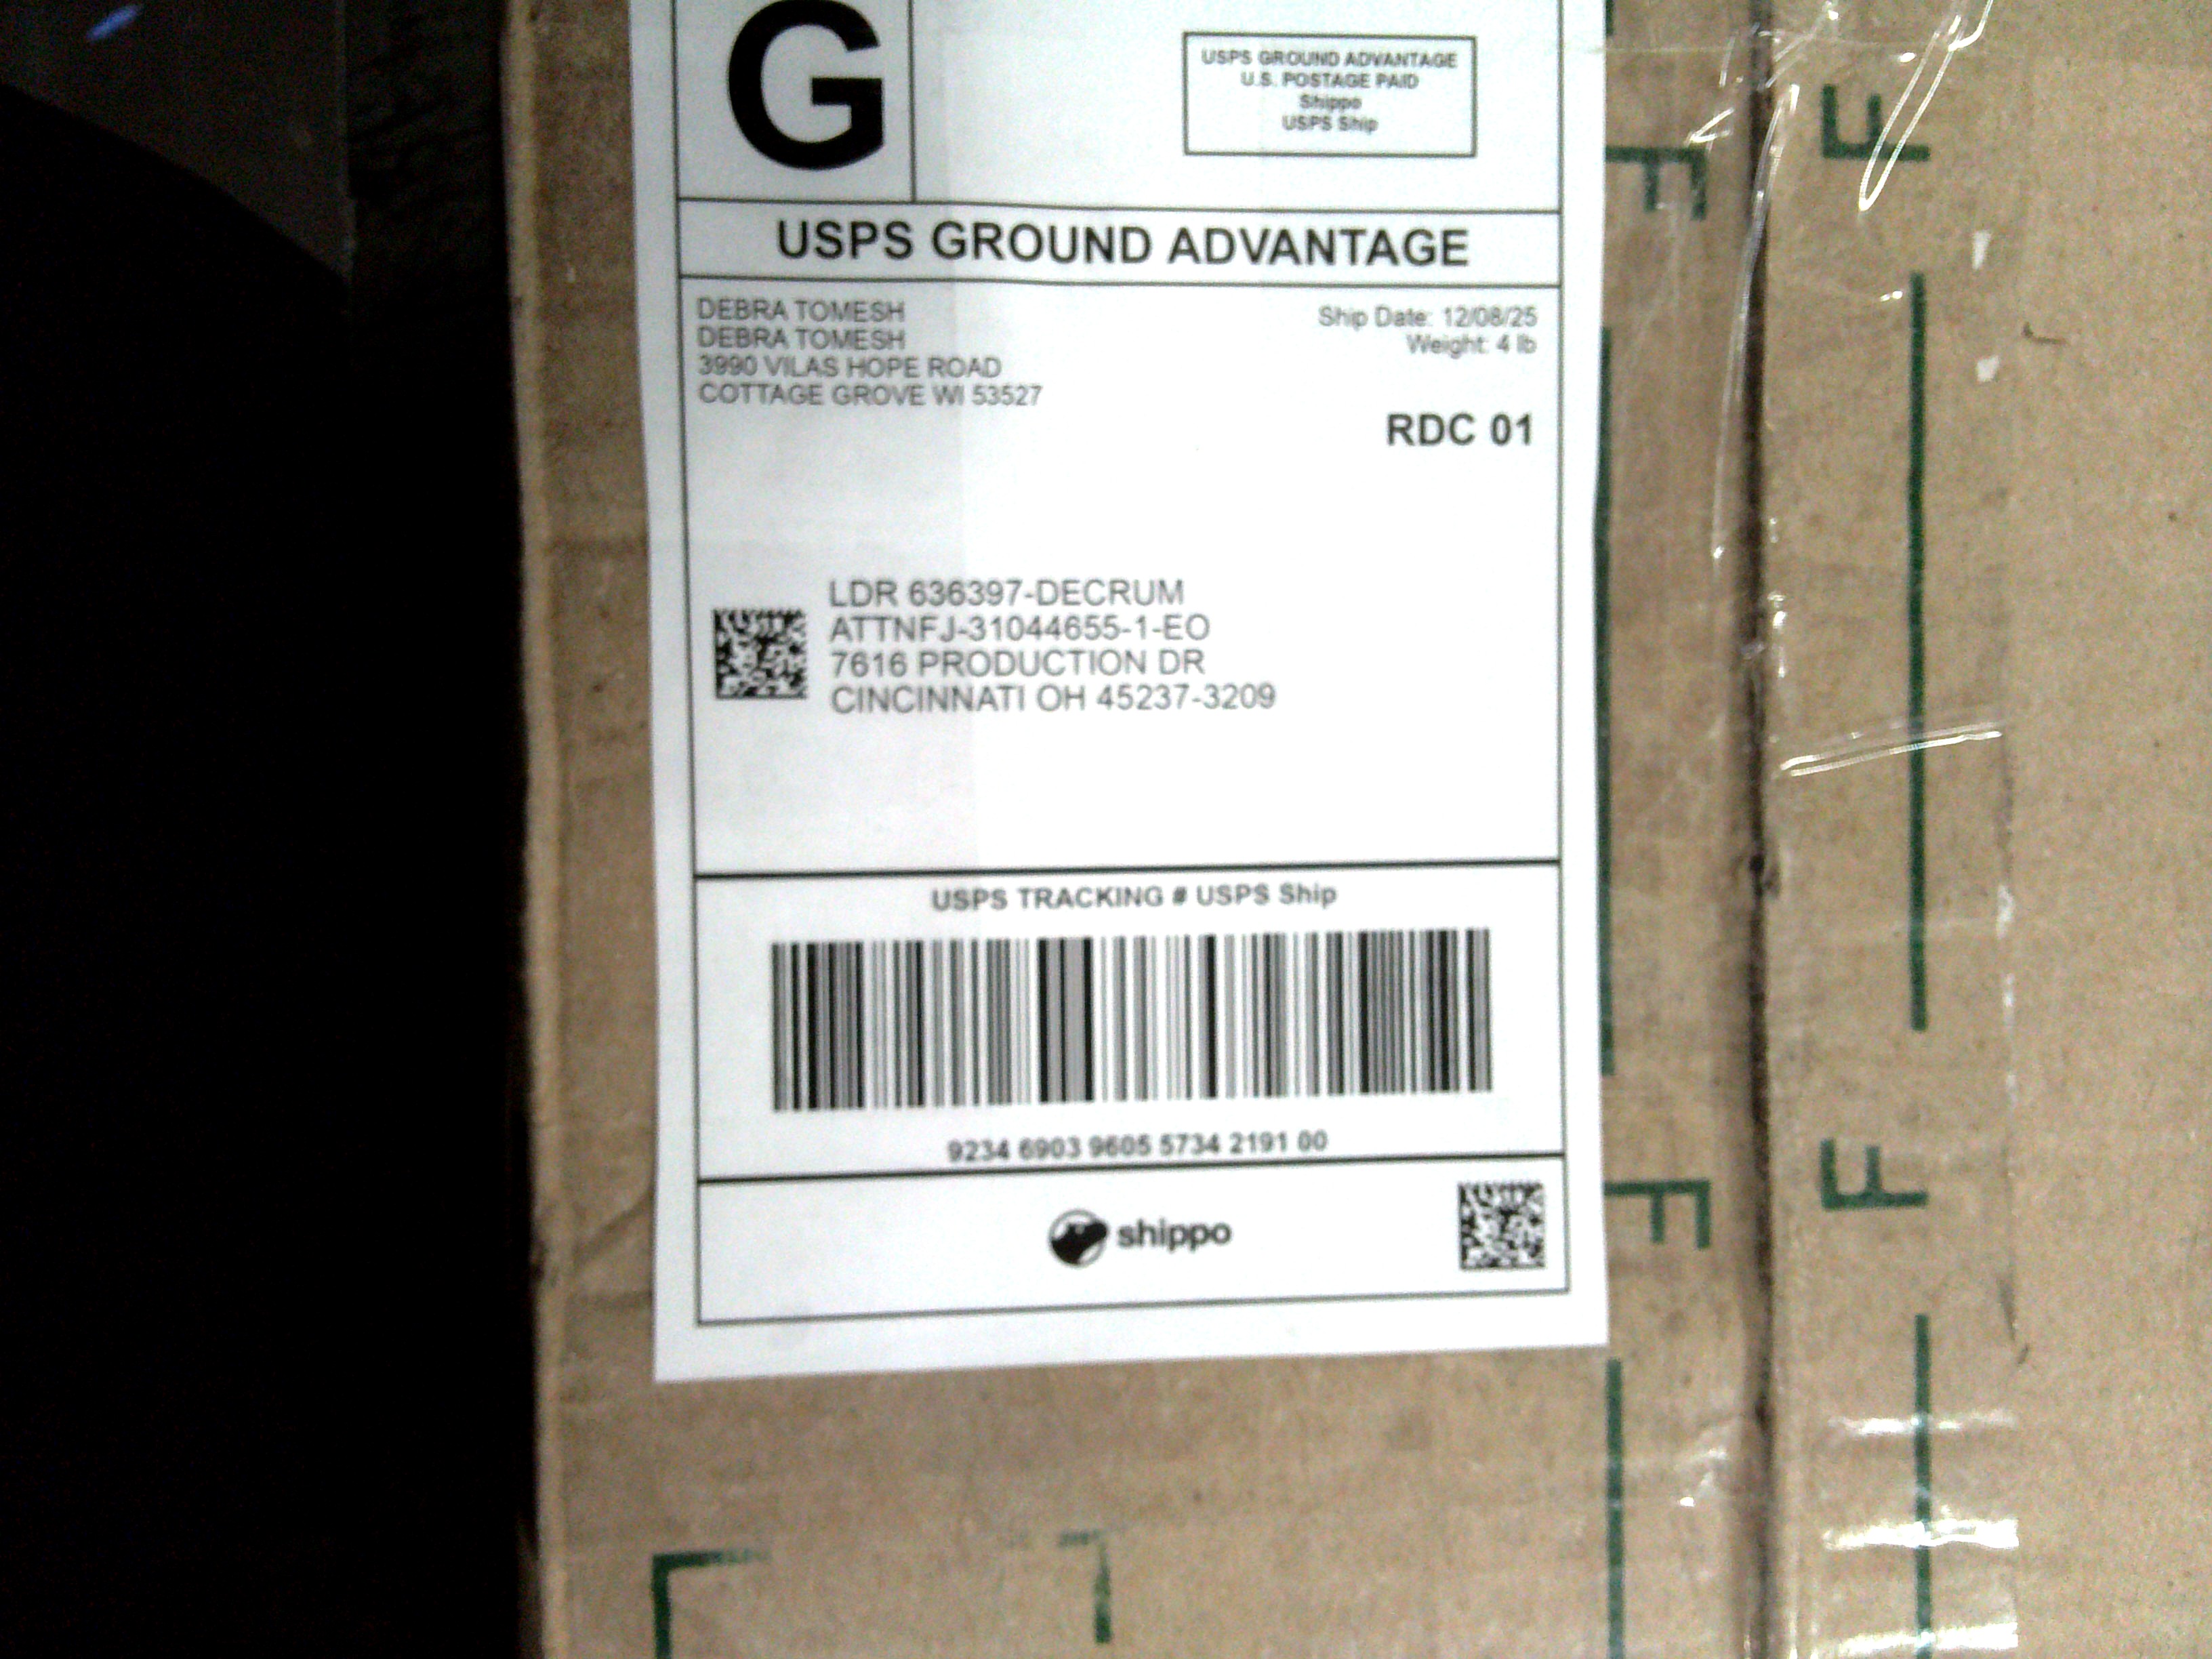 G
USPS GROUND ADVANTAGE
U.S. POSTAGE PAID
Shippo
USPS Ship
USPS GROUND ADVANTAGE
DEBRA TOMESH
DEBRA TOMESH
3990 VILAS HOPE ROAD
COTTAGE GROVE WI 53527
Ship Date: 12/08/25
Weight: 4 lb
RDC 01
LDR 636397-DECRUM
ATTNFJ-31044655-1-EO
7616 PRODUCTION DR
CINCINNATI OH 45237-3209
USPS TRACKING # USPS Ship
9234 6903 9605 5734 2191 00
shippo
F
F
F
F